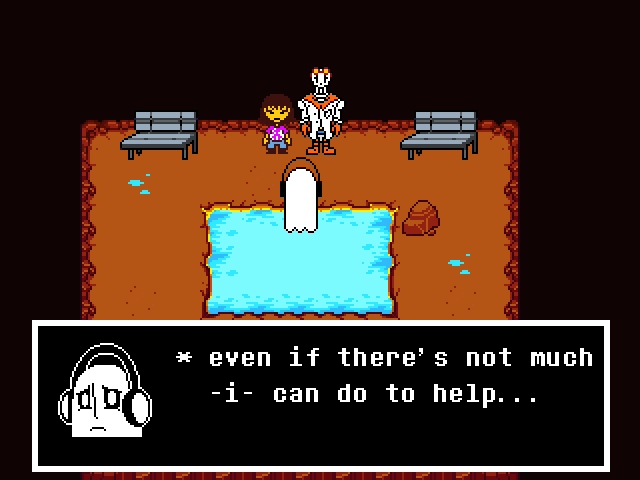 * even if there's not much
-i- can do to help...